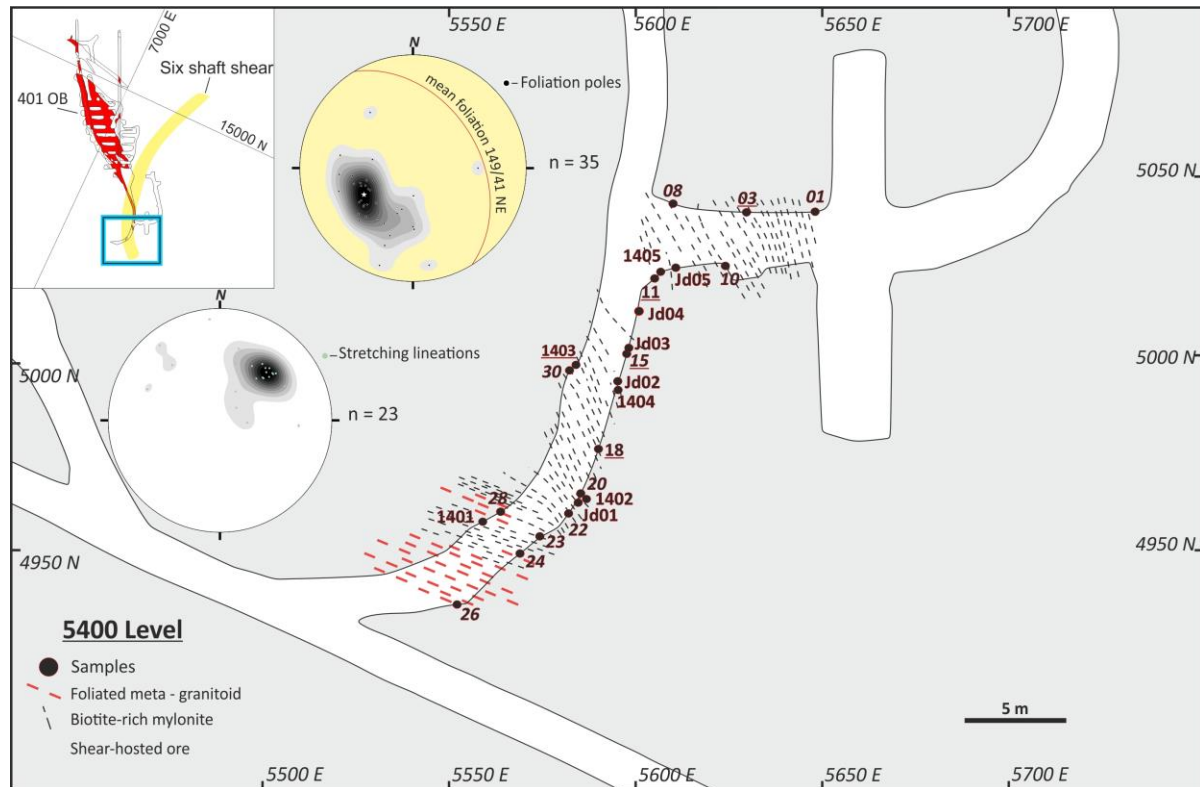 5550 E
5600 E
5650 E
5700 E
7000 E
Six shaft shear
401 OB
15000 N
N
Foliation poles
mean foliation 149/41 NE
n = 35
N
Stretching lineations
n = 23
5050 N
5000 N
5000 N
4950 N
4950 N
08
03
01
1405
Jd05
10
11
Jd04
Jd03
15
1403
30
Jd02
1404
18
20
1402
Jd01
22
28
1401
23
24
26
5400 Level
Samples
Foliated meta - granitoid
Biotite-rich mylonite
Shear-hosted ore
5 m
5500 E
5550 E
5600 E
5650 E
5700 E